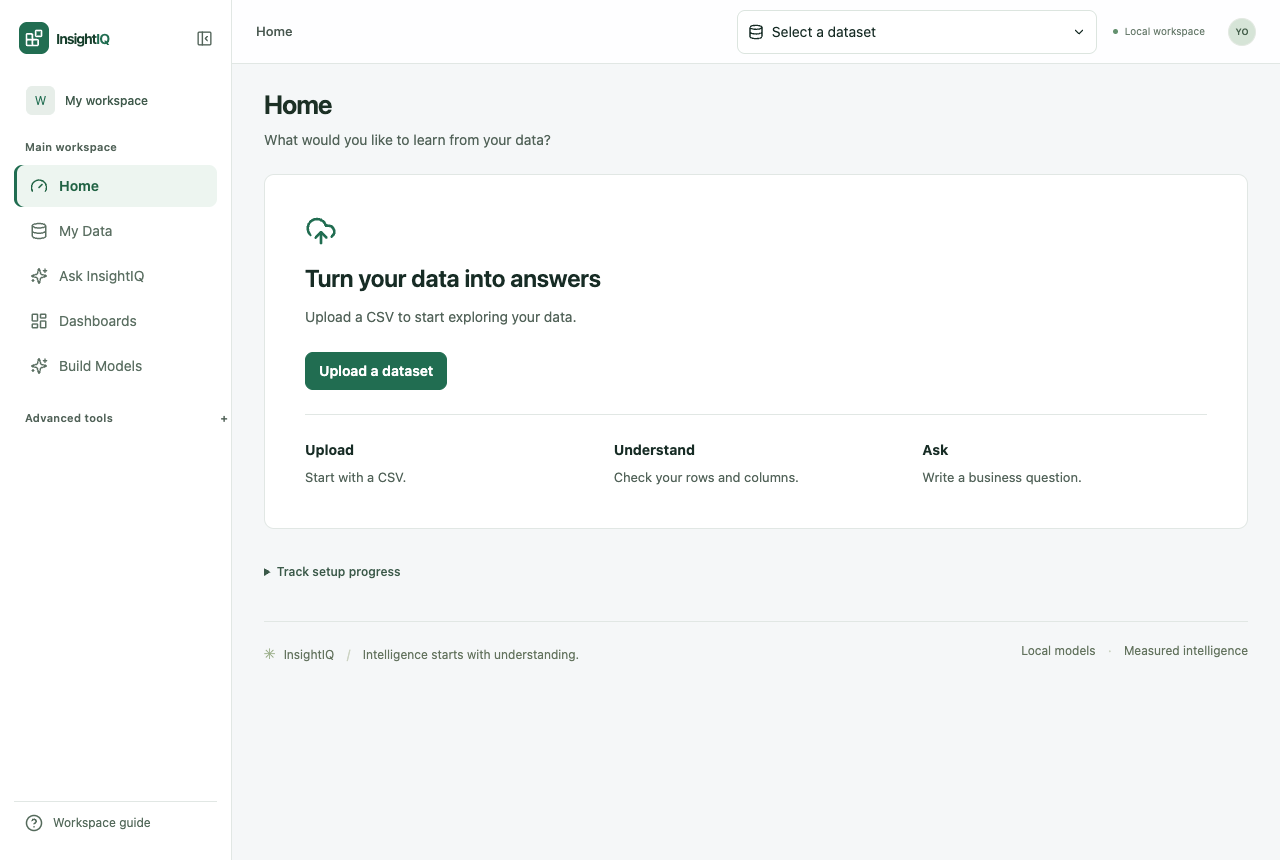 InsightIQ
W My workspace
Main workspace
Home
My Data
Ask InsightIQ
Dashboards
Build Models
Advanced tools +
Workspace guide
Home
Select a dataset
Local workspace
YO
Home
What would you like to learn from your data?
Turn your data into answers
Upload a CSV to start exploring your data.
Upload a dataset
Upload
Start with a CSV.
Understand
Check your rows and columns.
Ask
Write a business question.
Track setup progress
InsightIQ / Intelligence starts with understanding.
Local models · Measured intelligence